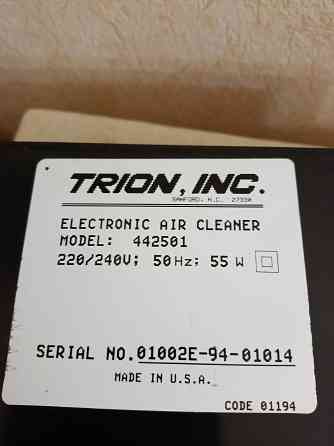 TRION, INC.
SANFORD, N.C. 27330
ELECTRONIC AIR CLEANER
MODEL: 442501
220/240V; 50Hz; 55 W
SERIAL NO. 01002E-94-01014
MADE IN U.S.A.
CODE 01194